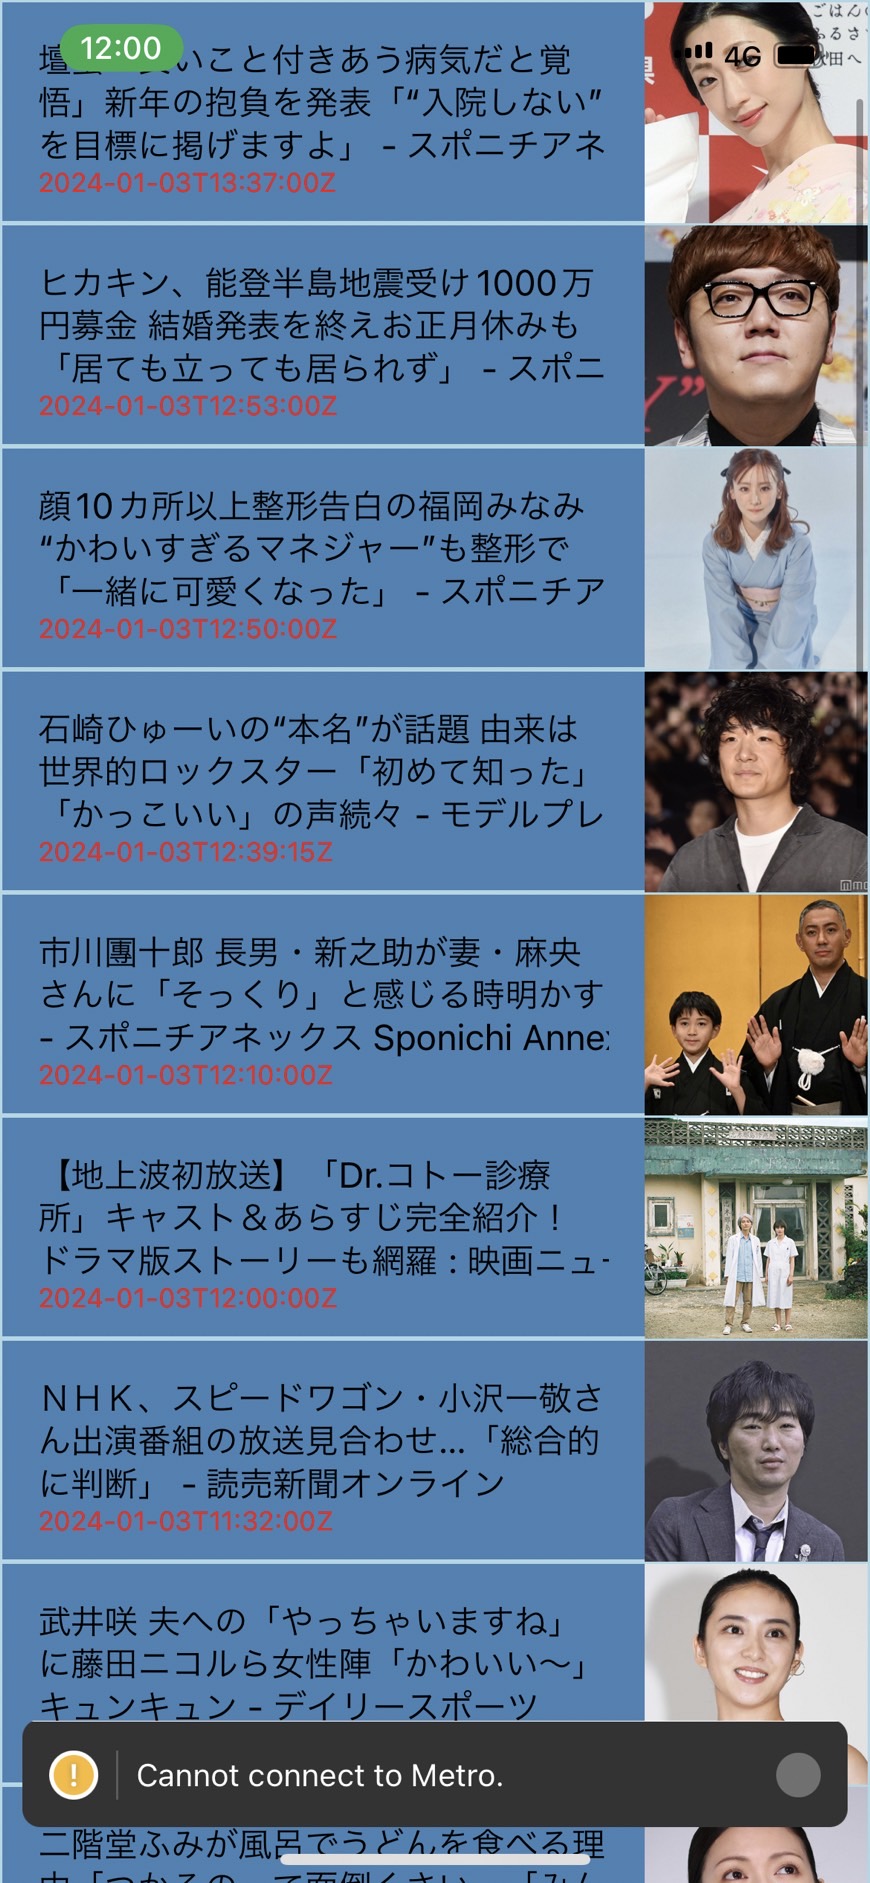 12:00
4G
ごはん
ふるさ
秋田へ
県
壇蜜「長いこと付きあう病気だと覚
悟」新年の抱負を発表「“入院しない”
を目標に掲げますよ」 - スポニチアネ
2024-01-03T13:37:00Z
ヒカキン、能登半島地震受け1000万
円募金 結婚発表を終えお正月休みも
「居ても立っても居られず」 - スポニ
2024-01-03T12:53:00Z
顔10カ所以上整形告白の福岡みなみ
“かわいすぎるマネジャー”も整形で
「一緒に可愛くなった」 - スポニチア
2024-01-03T12:50:00Z
石崎ひゅーいの“本名”が話題 由来は
世界的ロックスター「初めて知った」
「かっこいい」の声続々 - モデルプレ
2024-01-03T12:39:15Z
市川團十郎 長男・新之助が妻・麻央
さんに「そっくり」と感じる時明かす
- スポニチアネックス Sponichi Annex
2024-01-03T12:10:00Z
【地上波初放送】「Dr.コトー診療
所」キャスト＆あらすじ完全紹介！
ドラマ版ストーリーも網羅 : 映画ニュー
2024-01-03T12:00:00Z
ＮＨＫ、スピードワゴン・小沢一敬さ
ん出演番組の放送見合わせ…「総合的
に判断」 - 読売新聞オンライン
2024-01-03T11:32:00Z
武井咲 夫への「やっちゃいますね」
に藤田ニコルら女性陣「かわいい～」
キュンキュン - デイリースポーツ
Cannot connect to Metro.
二階堂ふみが風呂でうどんを食べる理